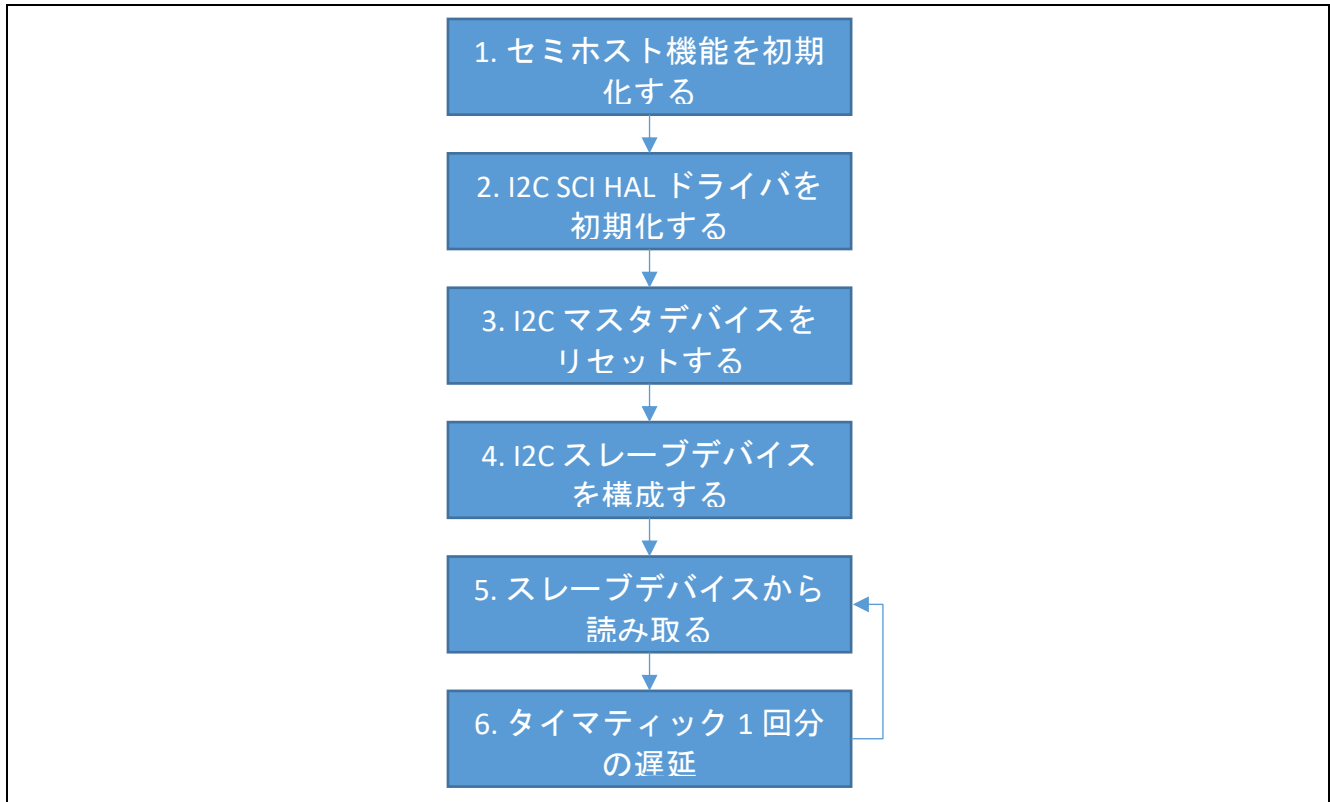 1. セミホスト機能を初期
化する
2. I2C SCI HAL ドライバを
初期化する
3. I2C マスタデバイスを
リセットする
4. I2C スレーブデバイス
を構成する
5. スレーブデバイスから
読み取る
6. タイマティック 1 回分
の遅延